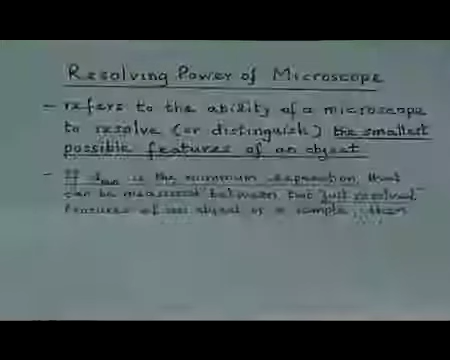 Resolving Power of Microscope
- refers to the ability of a microscope
to resolve (or distinguish) the smallest
possible features of an object
- If dmin is the minimum separation that
can be measured between two "just resolved"
features of an object or a sample, then